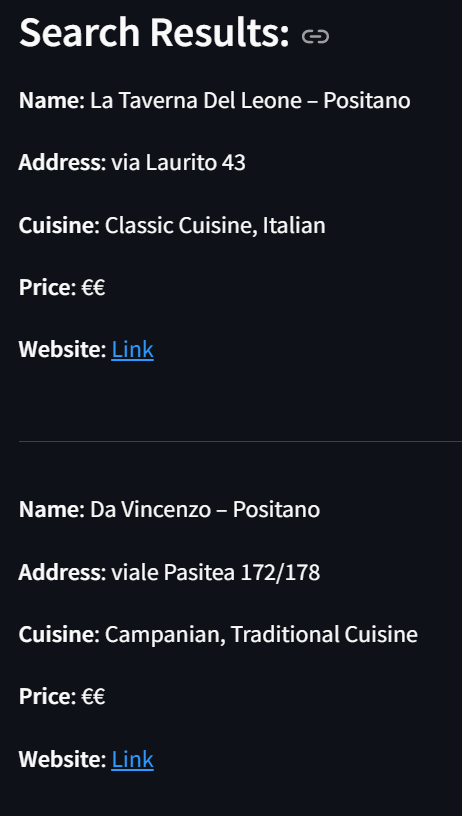 Search Results:
Name: La Taverna Del Leone – Positano
Address: via Laurito 43
Cuisine: Classic Cuisine, Italian
Price: €€
Website: Link
Name: Da Vincenzo – Positano
Address: viale Pasitea 172/178
Cuisine: Campanian, Traditional Cuisine
Price: €€
Website: Link